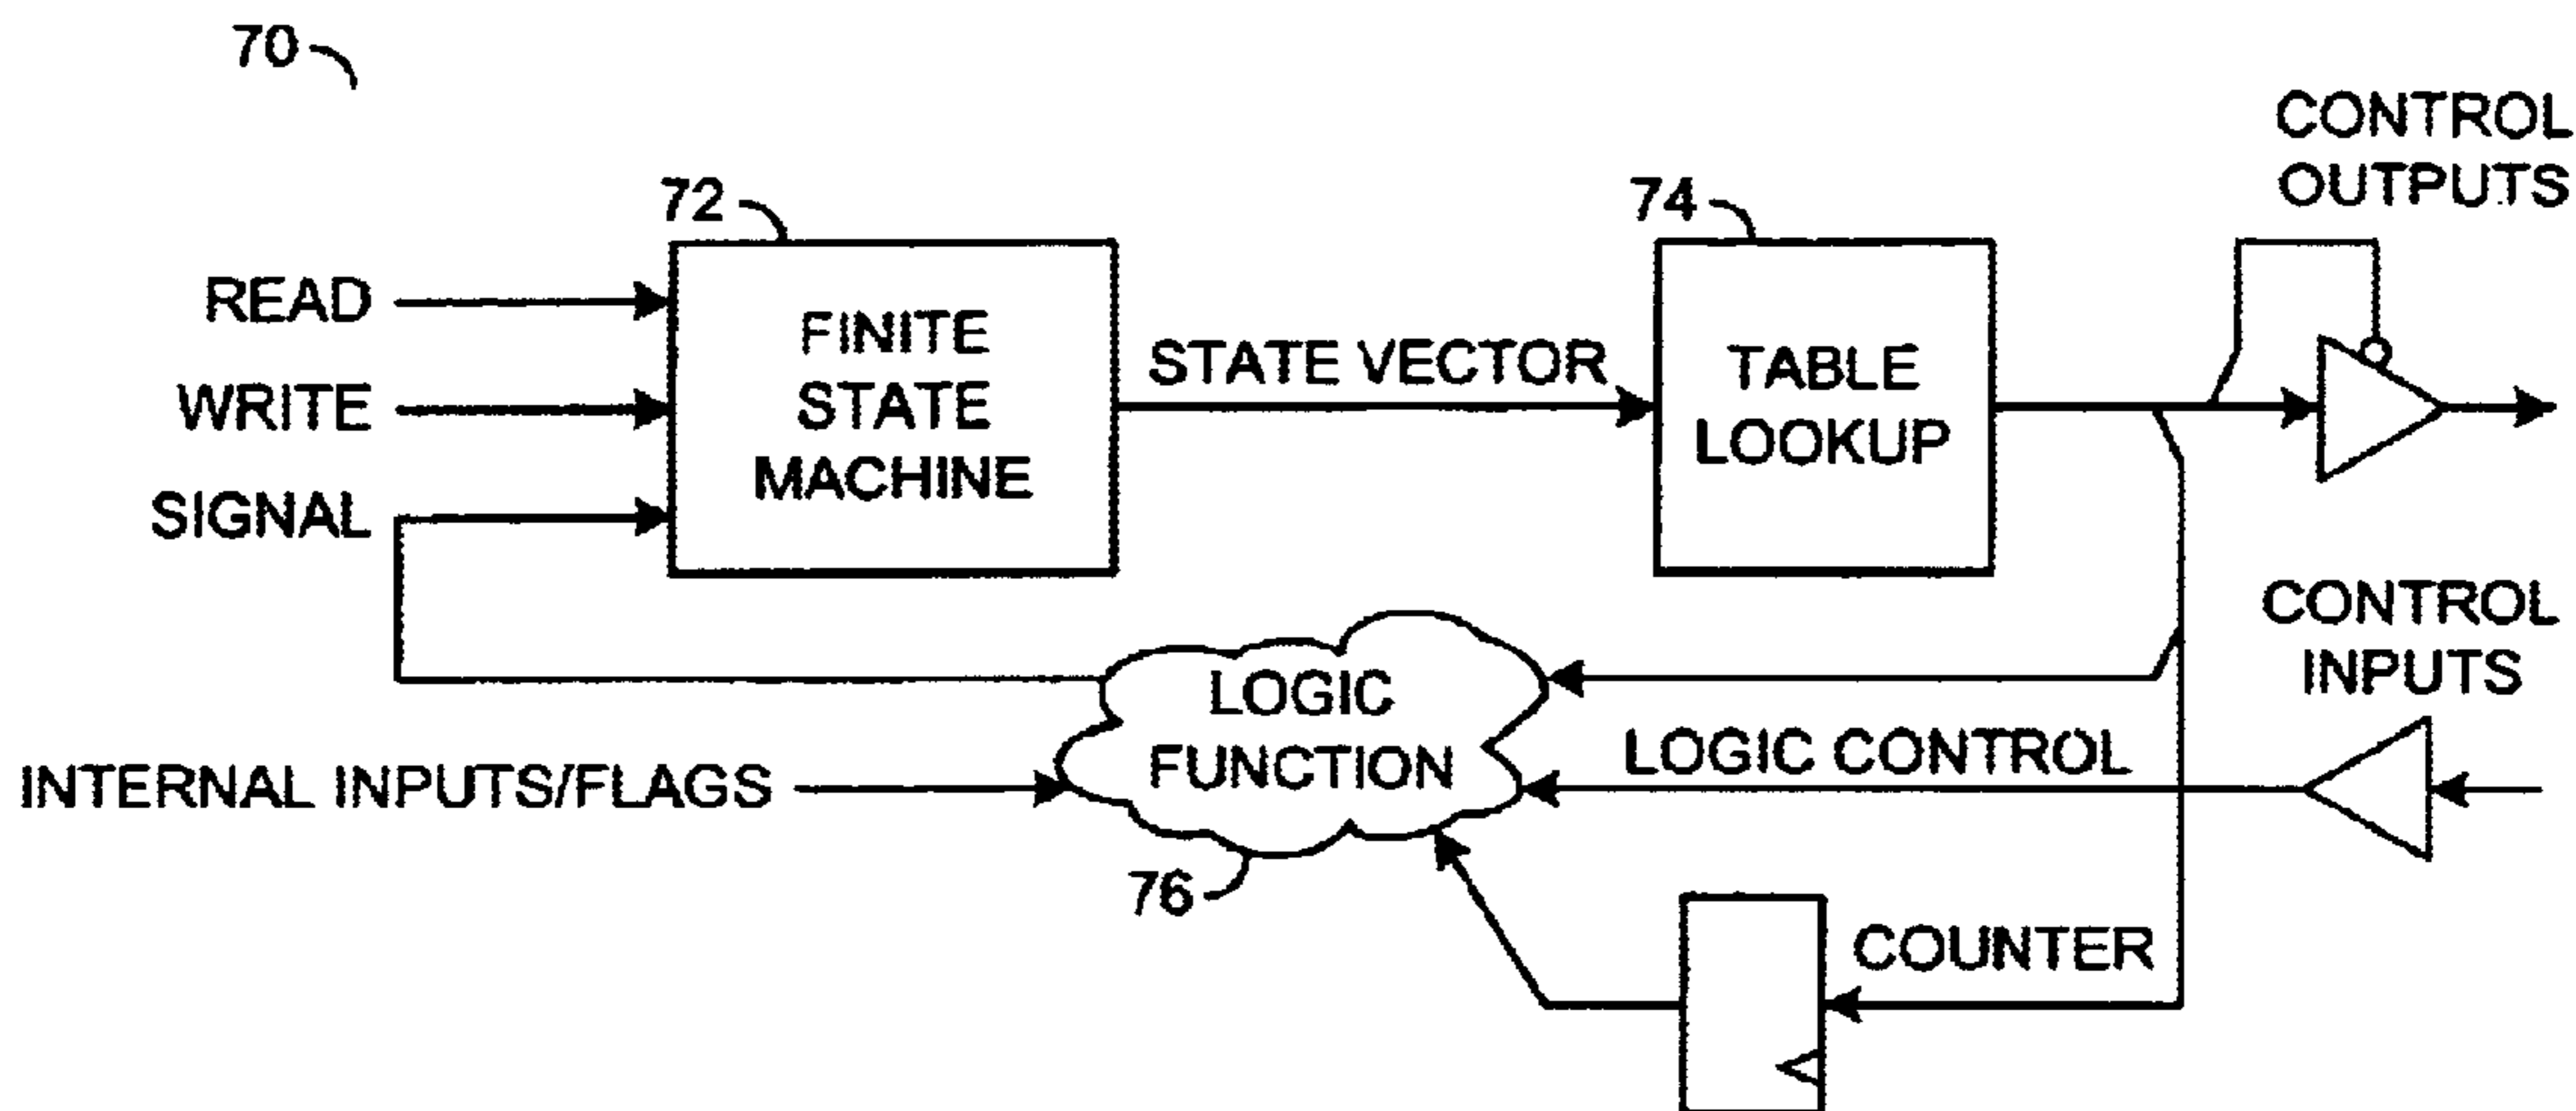 70
CONTROL
OUTPUTS
72
74
READ
WRITE
SIGNAL
FINITE
STATE
MACHINE
STATE VECTOR
TABLE
LOOKUP
CONTROL
INPUTS
LOGIC
FUNCTION
LOGIC CONTROL
INTERNAL INPUTS/FLAGS
76
COUNTER